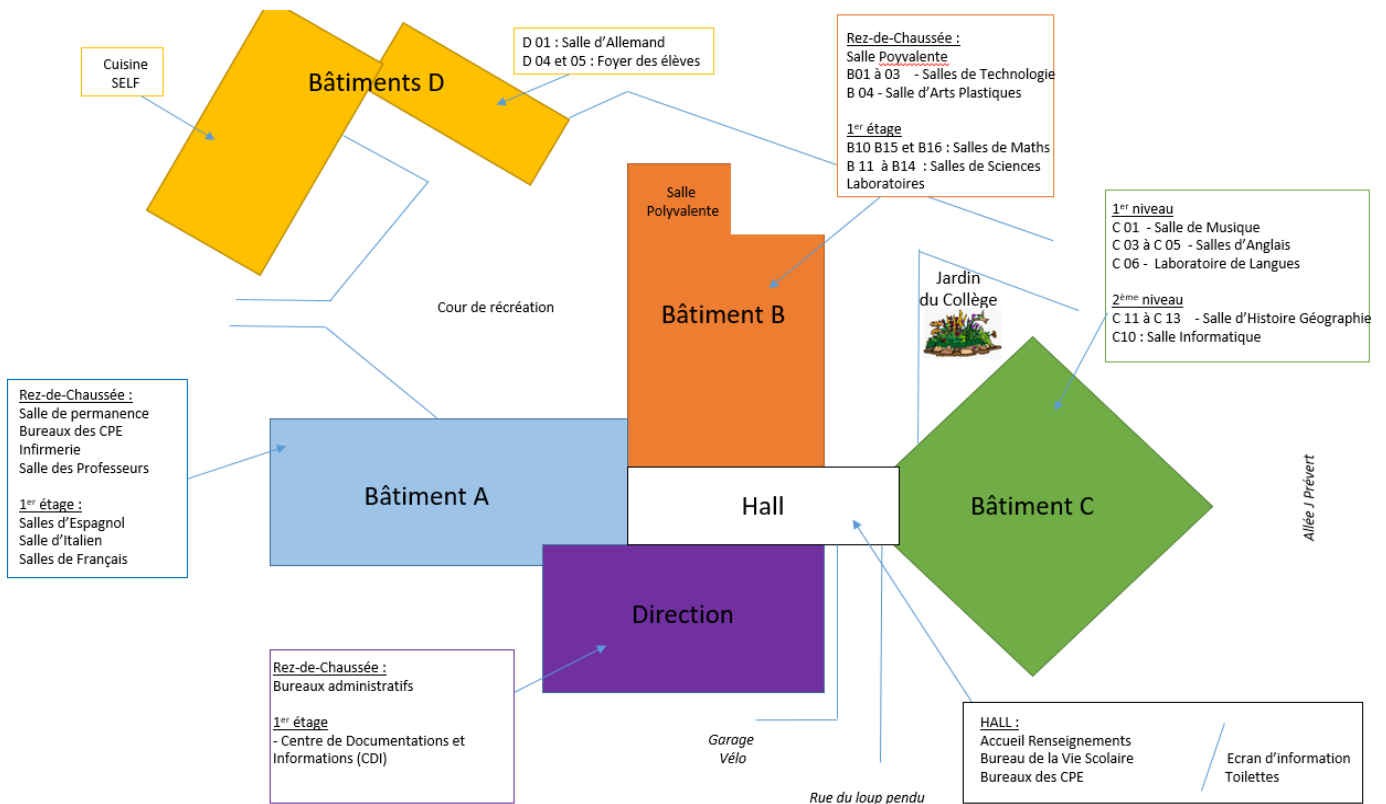 Cuisine
SELF
Bâtiments D
D 01 : Salle d'Allemand
D 04 et 05 : Foyer des élèves
Rez-de-Chaussée :
Salle Poyvalente
B01 à 03 - Salles de Technologie
B 04 - Salle d'Arts Plastiques
1er étage
B10 B15 et B16 : Salles de Maths
B 11 à B14 : Salles de Sciences
Laboratoires
Salle
Polyvalente
1er niveau
C 01 - Salle de Musique
C 03 à C 05 - Salles d'Anglais
C 06 - Laboratoire de Langues
2ème niveau
C 11 à C 13 - Salle d'Histoire Géographie
C10 : Salle Informatique
Jardin
du Collège
Cour de récréation
Bâtiment B
Rez-de-Chaussée :
Salle de permanence
Bureaux des CPE
Infirmerie
Salle des Professeurs
1er étage :
Salles d'Espagnol
Salle d'Italien
Salles de Français
Bâtiment A
Hall
Bâtiment C
Allée J Prévert
Direction
Rez-de-Chaussée :
Bureaux administratifs
1er étage
- Centre de Documentations et
Informations (CDI)
Garage
Vélo
Rue du loup pendu
HALL :
Accueil Renseignements
Bureau de la Vie Scolaire
Bureaux des CPE
Ecran d'information
Toilettes